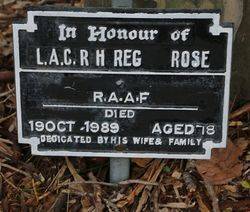 In Honour of
L.A.C. R H REG ROSE
R.A.A.F
DIED
19 OCT -1989 AGED 78
DEDICATED BY HIS WIFE & FAMILY